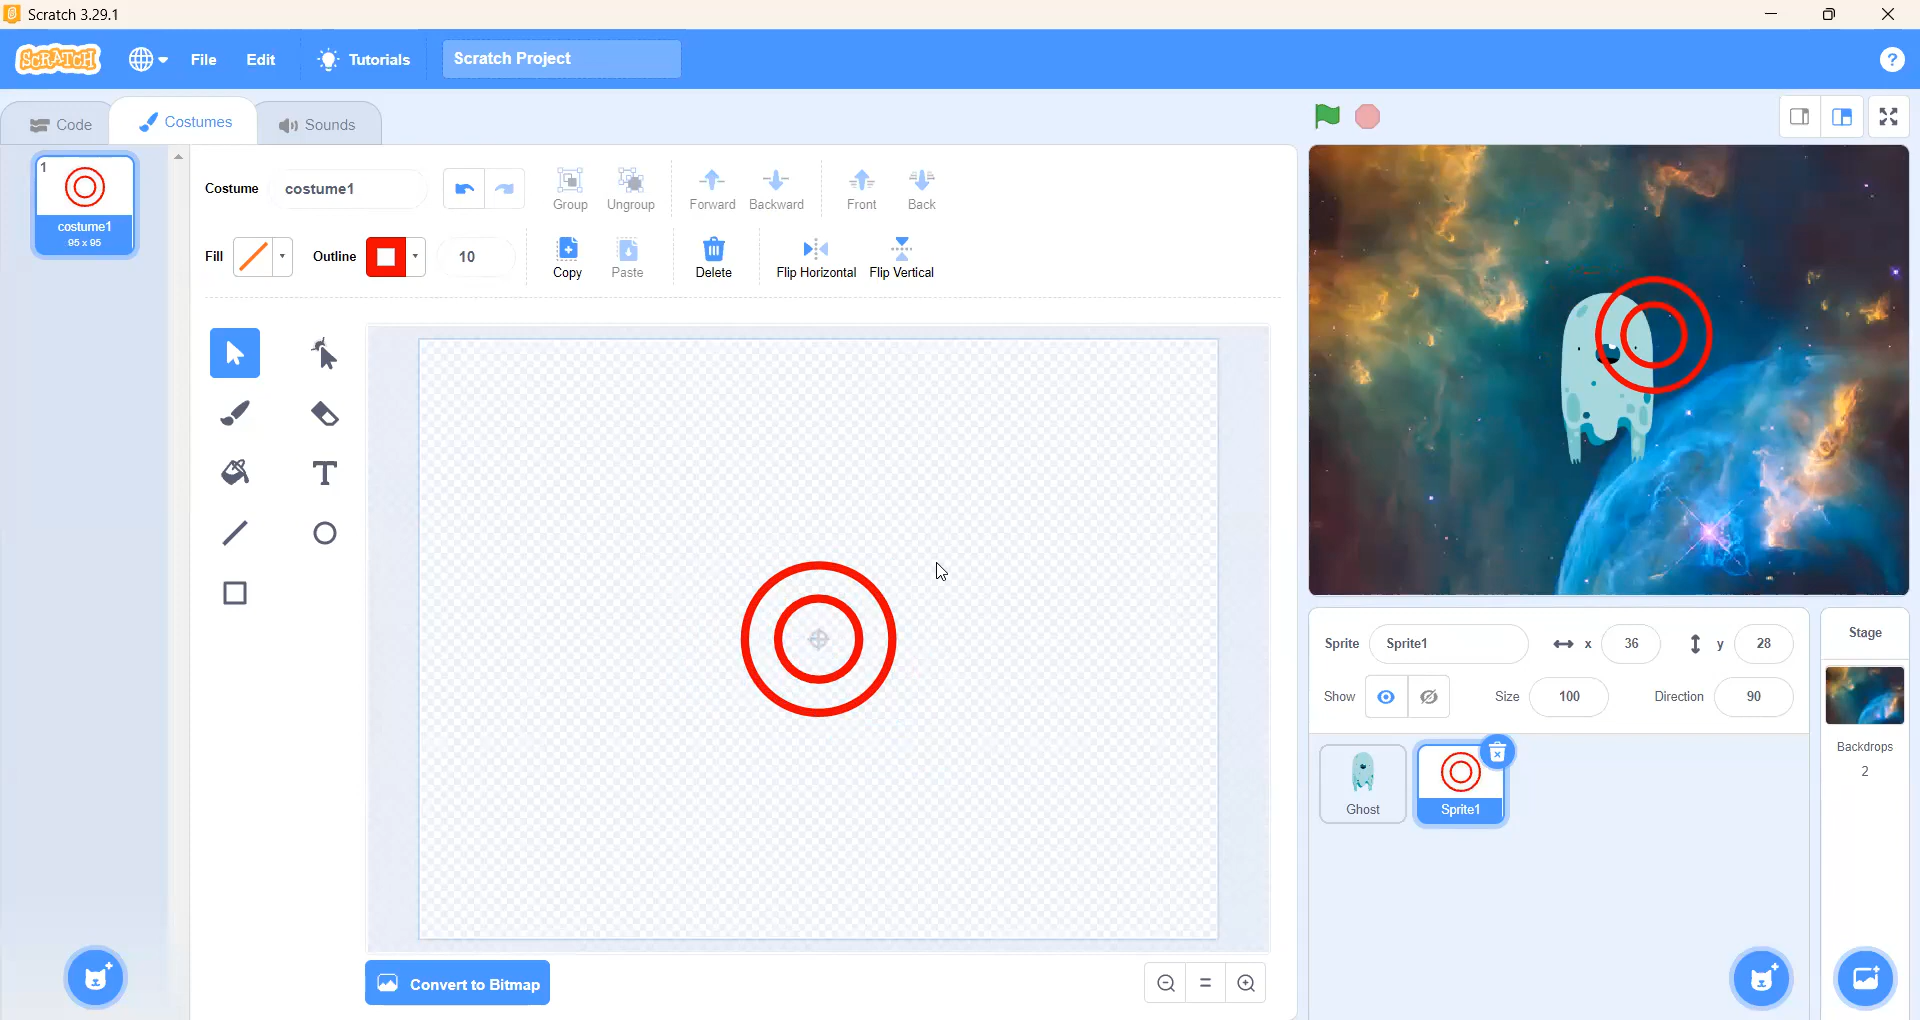 Scratch 3.29.1
SCRATCH File Edit Tutorials Scratch Project ?
Code Costumes Sounds
1
costume1
95 x 95
Costume costume1 Group Ungroup Forward Backward Front Back
Fill Outline 10 Copy Paste Delete Flip Horizontal Flip Vertical
T
Convert to Bitmap
=
Sprite Sprite1 x 36 y 28
Show Size 100 Direction 90
Ghost Sprite1
Stage
Backdrops
2